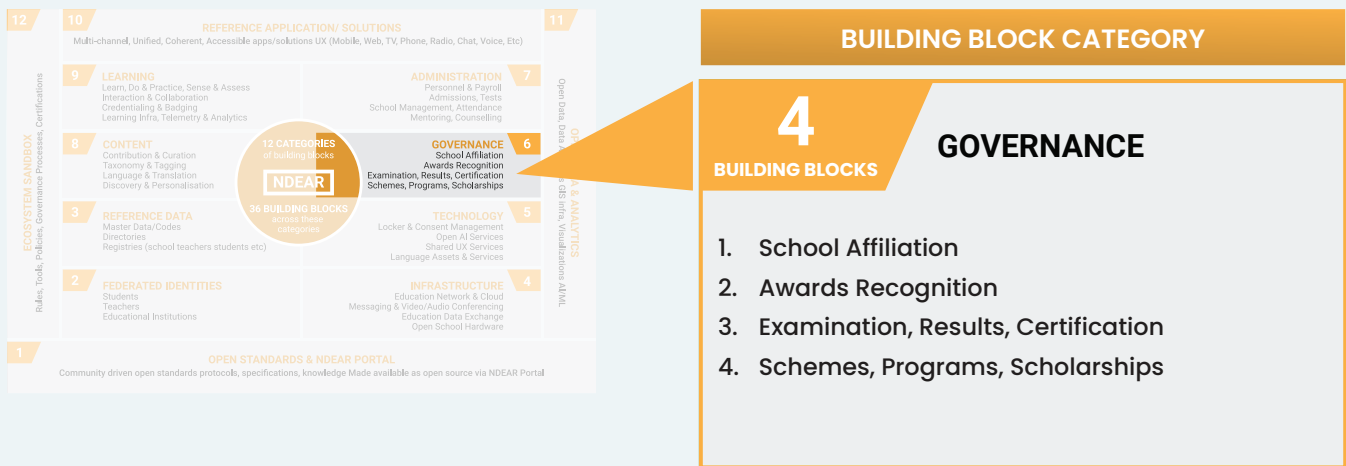 12
10
REFERENCE APPLICATION/ SOLUTIONS
11
Multi-channel, Unified, Coherent, Accessible apps/solutions UX (Mobile, Web, TV, Phone, Radio, Chat, Voice, Etc)
ECOSYSTEM SANDBOX
Rules, Tools, Policies, Governance Processes, Certifications
9
LEARNING
Learn, Do & Practice, Sense & Assess
Interaction & Collaboration
Credentialing & Badging
Learning Infra, Telemetry & Analytics
ADMINISTRATION
7
Personnel & Payroll
Admissions, Tests
School Management, Attendance
Mentoring, Counselling
8
CONTENT
Contribution & Curation
Taxonomy & Tagging
Language & Translation
Discovery & Personalisation
12 CATEGORIES
of building blocks
NDEAR
36 BUILDING BLOCKS
across these
categories
GOVERNANCE
6
School Affiliation
Awards Recognition
Examination, Results, Certification
Schemes, Programs, Scholarships
3
REFERENCE DATA
Master Data/Codes
Directories
Registries (school teachers students etc)
TECHNOLOGY
5
Locker & Consent Management
Open AI Services
Shared UX Services
Language Assets & Services
2
FEDERATED IDENTITIES
Students
Teachers
Educational Institutions
INFRASTRUCTURE
4
Education Network & Cloud
Messaging & Video/Audio Conferencing
Education Data Exchange
Open School Hardware
& ANALYTICS
Open Data, Data GIS infra, Visualizations AI/ML
1
OPEN STANDARDS & NDEAR PORTAL
Community driven open standards protocols, specifications, knowledge Made available as open source via NDEAR Portal
BUILDING BLOCK CATEGORY
4
BUILDING BLOCKS
GOVERNANCE
1. School Affiliation
2. Awards Recognition
3. Examination, Results, Certification
4. Schemes, Programs, Scholarships